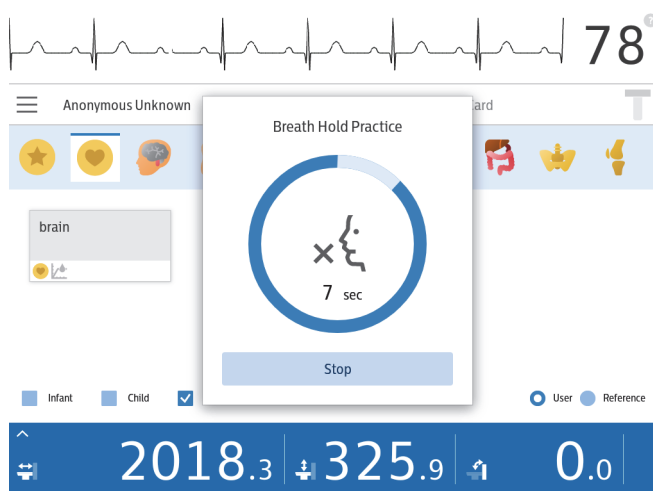 78
?
Anonymous Unknown
Breath Hold Practice
brain
7 sec
Stop
Infant
Child
User
Reference
2018.3
325.9
0.0